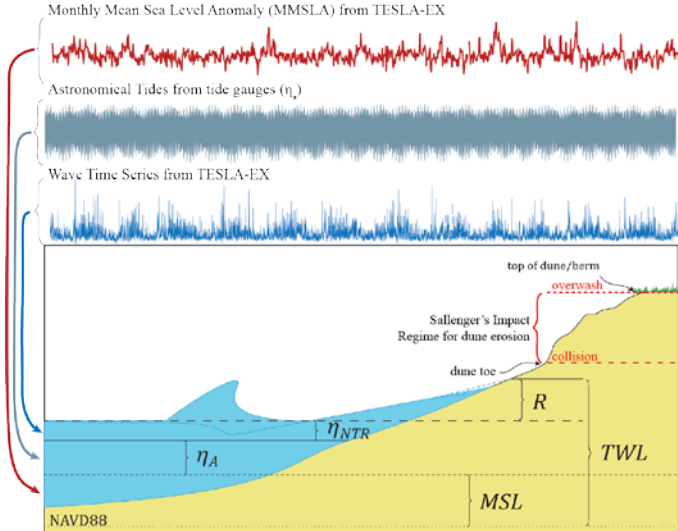 Monthly Mean Sea Level Anomaly (MMSLA) from TESLA-EX
Astronomical Tides from tide gauges (ηₐ)
Wave Time Series from TESLA-EX
top of dune/berm
overwash
Sallenger's Impact
Regime for dune erosion
collision
dune toe
R
η_NTR
η_A
TWL
MSL
NAVD88